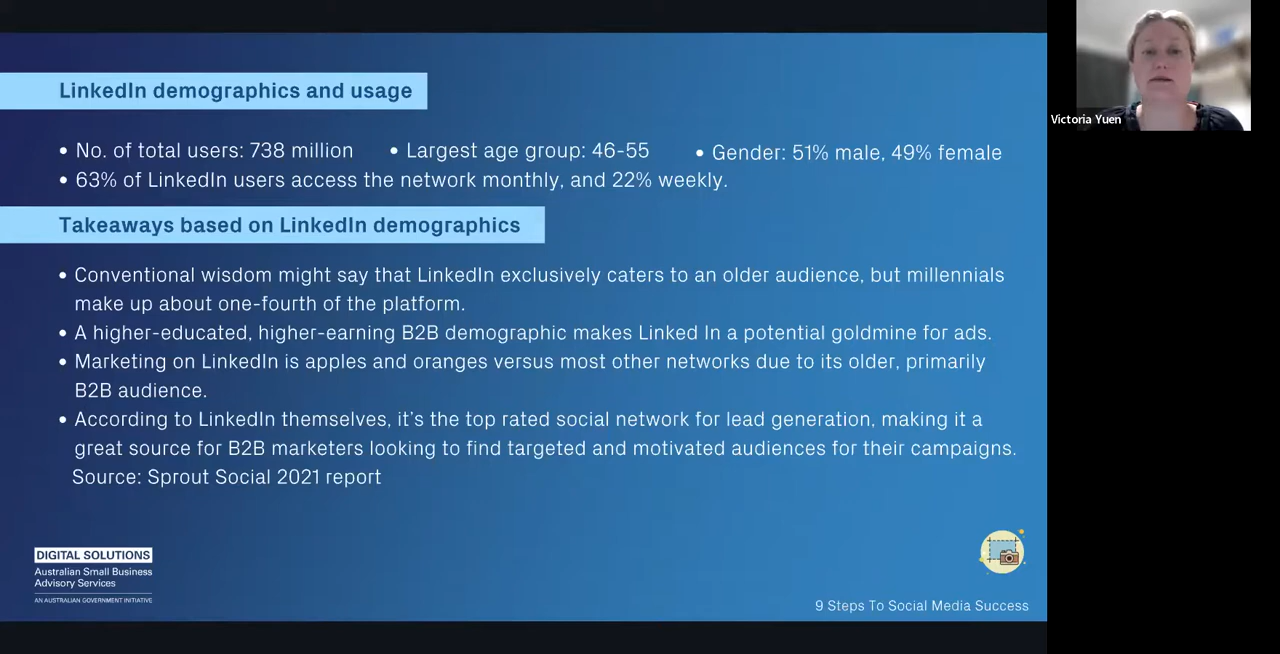 LinkedIn demographics and usage
• No. of total users: 738 million • Largest age group: 46-55 • Gender: 51% male, 49% female
• 63% of LinkedIn users access the network monthly, and 22% weekly.
Takeaways based on LinkedIn demographics
• Conventional wisdom might say that LinkedIn exclusively caters to an older audience, but millennials
make up about one-fourth of the platform.
• A higher-educated, higher-earning B2B demographic makes Linked In a potential goldmine for ads.
• Marketing on LinkedIn is apples and oranges versus most other networks due to its older, primarily
B2B audience.
• According to LinkedIn themselves, it's the top rated social network for lead generation, making it a
great source for B2B marketers looking to find targeted and motivated audiences for their campaigns.
Source: Sprout Social 2021 report
DIGITAL SOLUTIONS
Australian Small Business
Advisory Services
AN AUSTRALIAN GOVERNMENT INITIATIVE
9 Steps To Social Media Success
Victoria Yuen